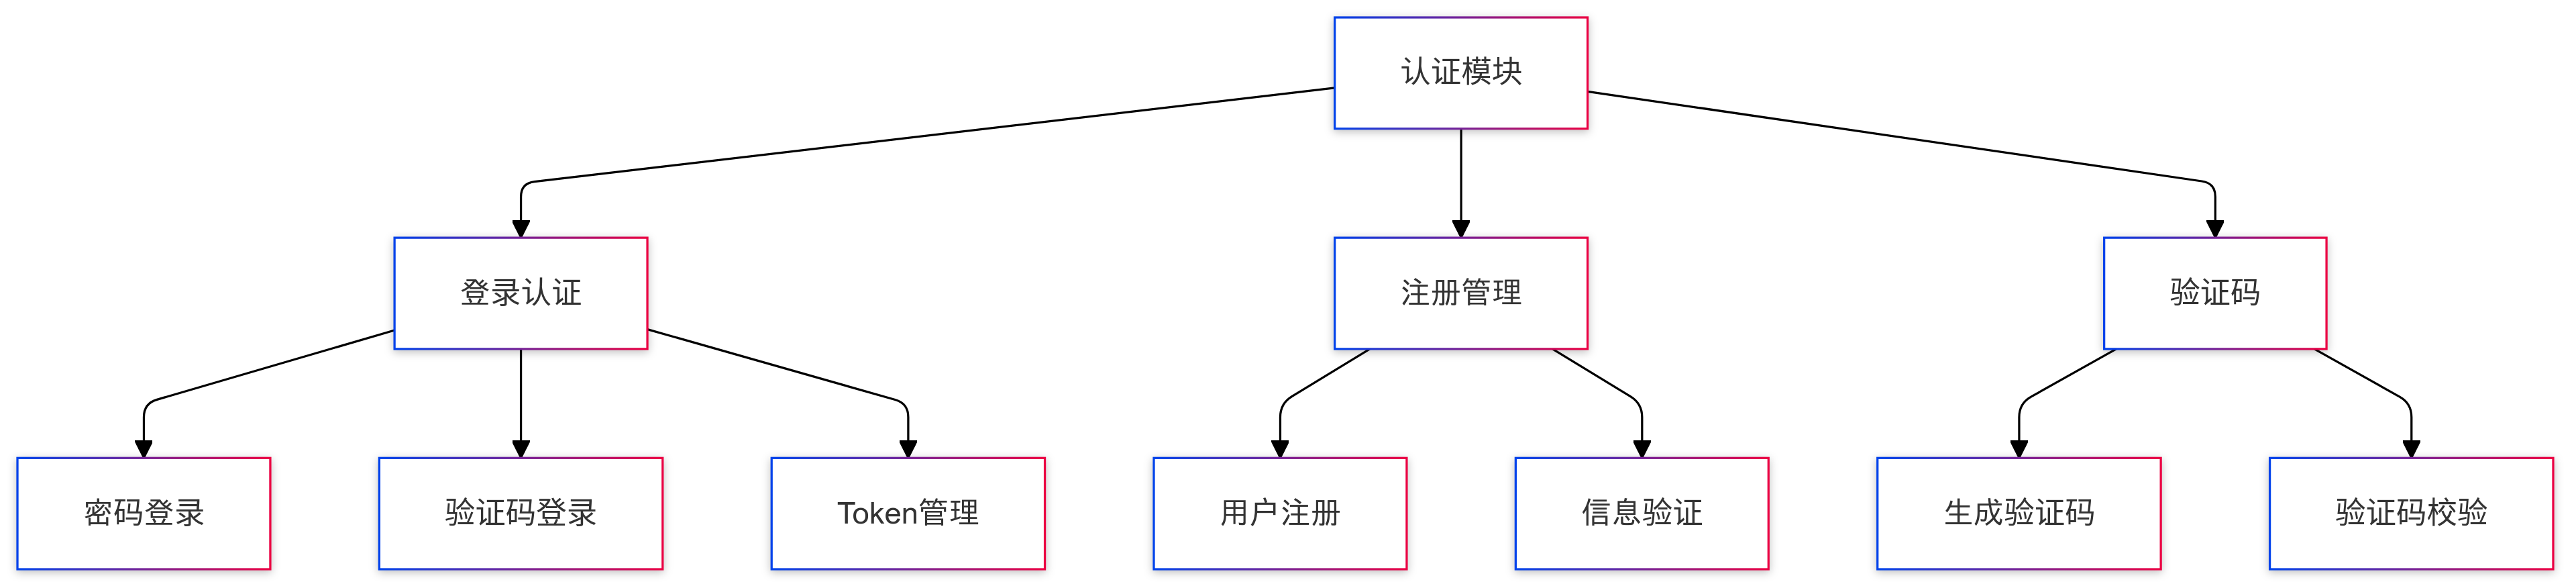 认证模块
登录认证
注册管理
验证码
密码登录
验证码登录
Token管理
用户注册
信息验证
生成验证码
验证码校验